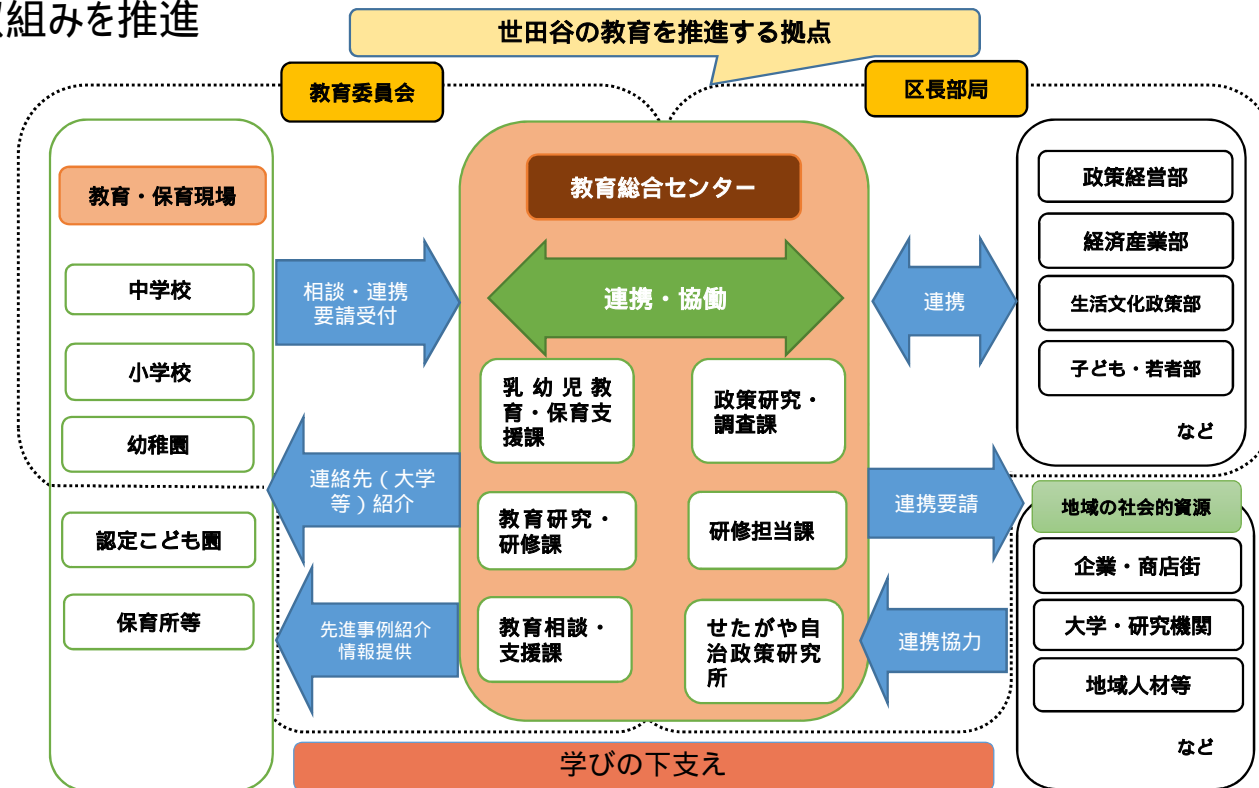 組みを推進
世田谷の教育を推進する拠点
教育委員会
区長部局
教育・保育現場
中学校
小学校
幼稚園
認定こども園
保育所等
相談・連携
要請受付
連絡先（大学
等）紹介
先進事例紹介
情報提供
教育総合センター
連携・協働
乳幼児教
育・保育支
援課
政策研究・
調査課
教育研究・
研修課
研修担当課
教育相談・
支援課
せたがや自
治政策研究
所
連携
連携要請
連携協力
政策経営部
経済産業部
生活文化政策部
子ども・若者部
など
地域の社会的資源
企業・商店街
大学・研究機関
地域人材等
など
学びの下支え